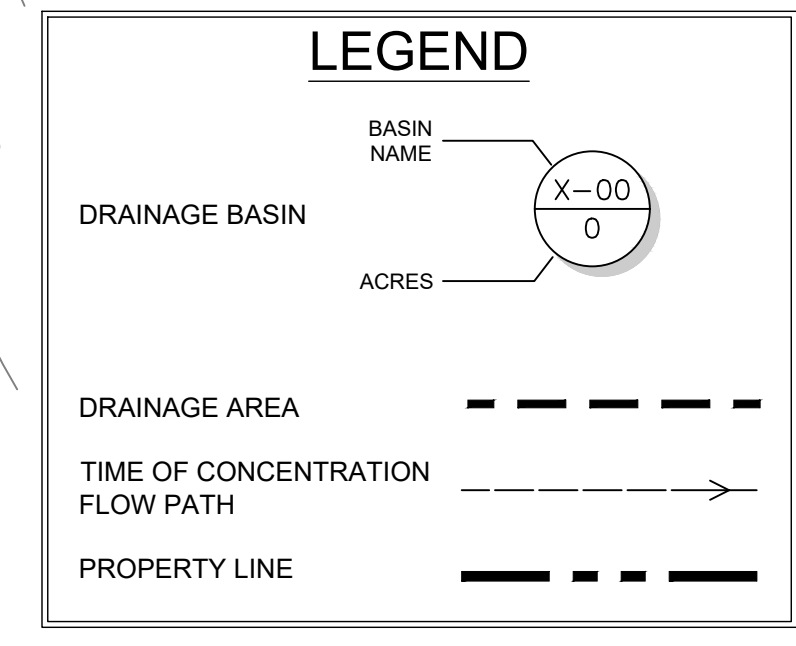 LEGEND
BASIN
NAME
X-00
DRAINAGE BASIN
0
ACRES
DRAINAGE AREA
TIME OF CONCENTRATION
FLOW PATH
PROPERTY LINE